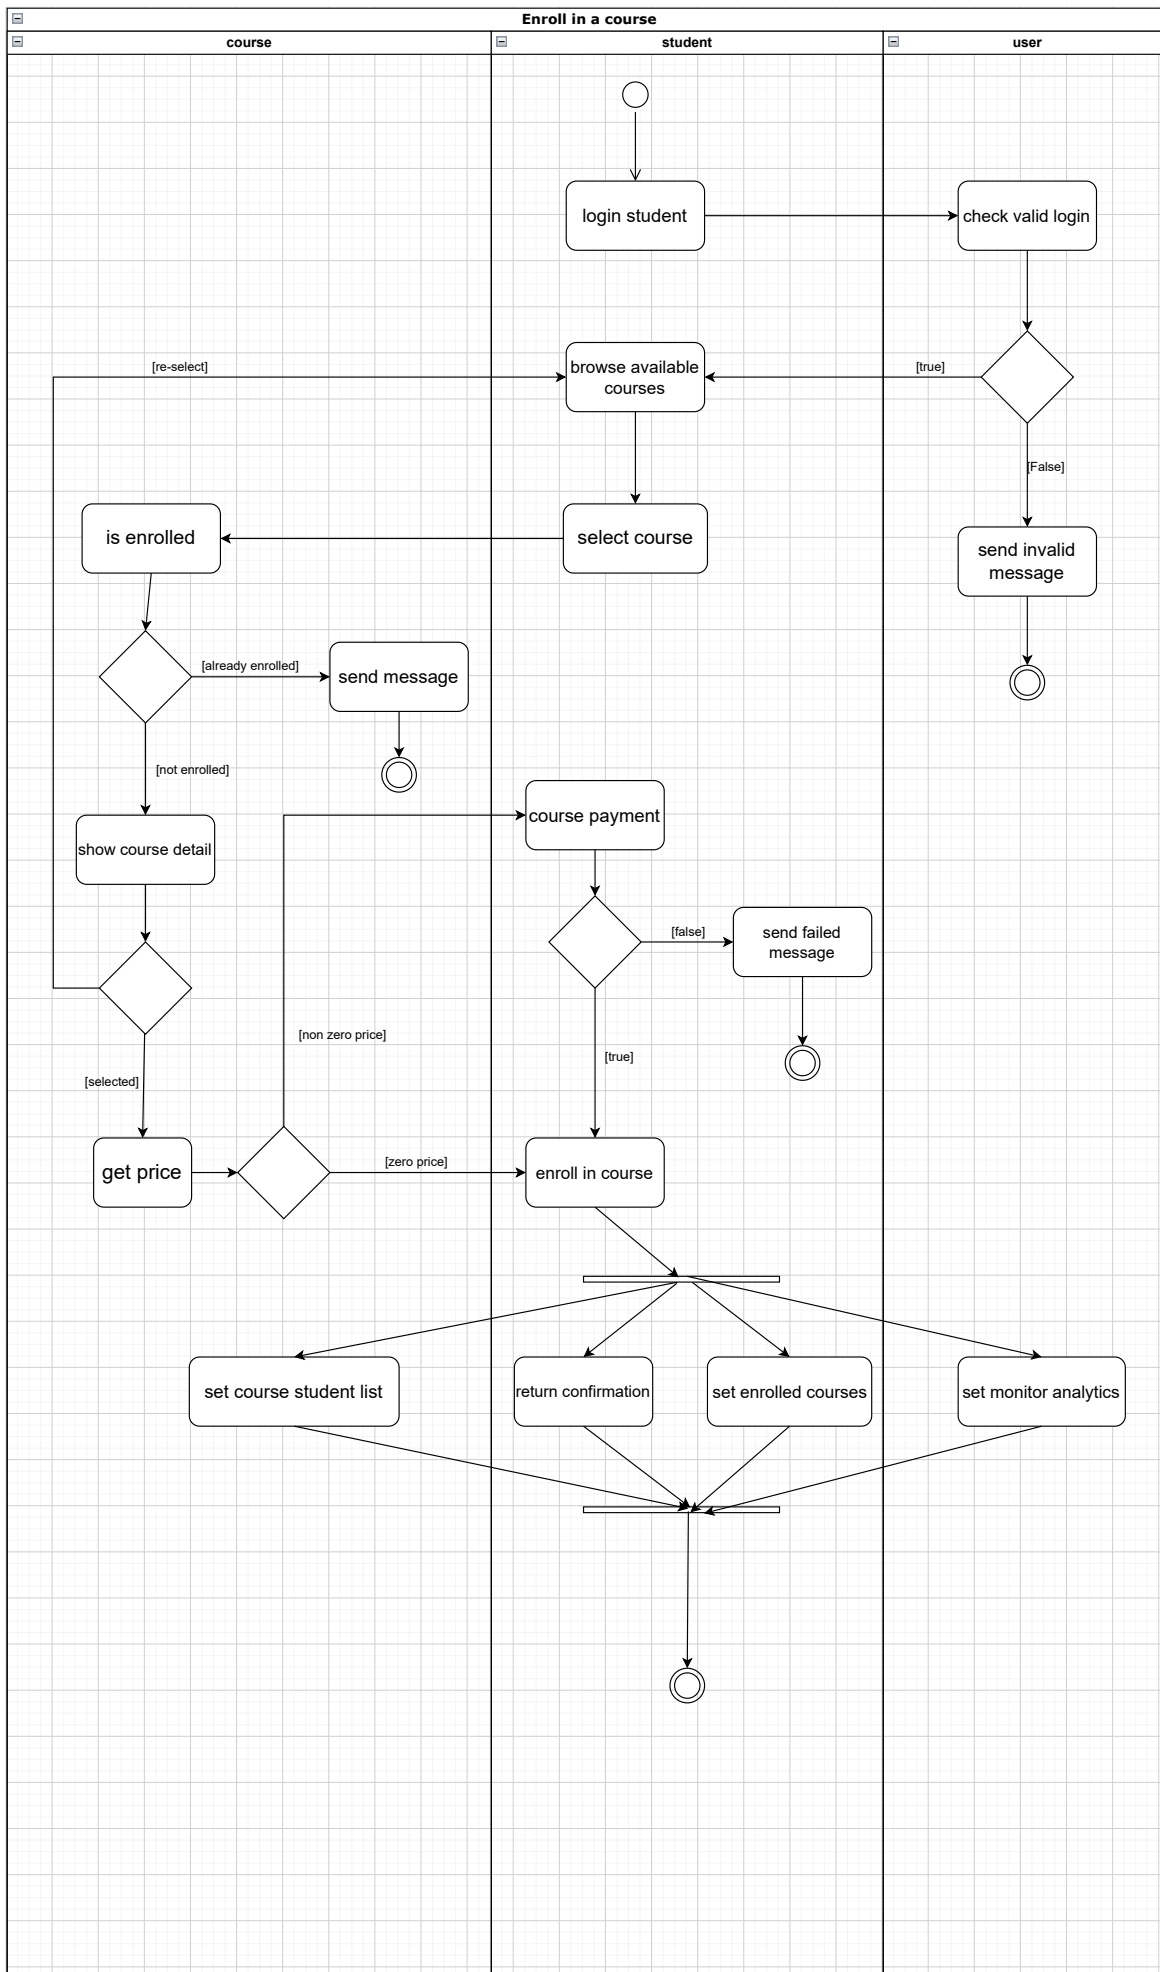 Enroll in a course
course
student
user
login student
check valid login
[re-select]
browse available
courses
[true]
[False]
is enrolled
select course
send invalid
message
[already enrolled]
send message
[not enrolled]
course payment
show course detail
[false]
send failed
message
[non zero price]
[true]
[selected]
get price
[zero price]
enroll in course
set course student list
return confirmation
set enrolled courses
set monitor analytics